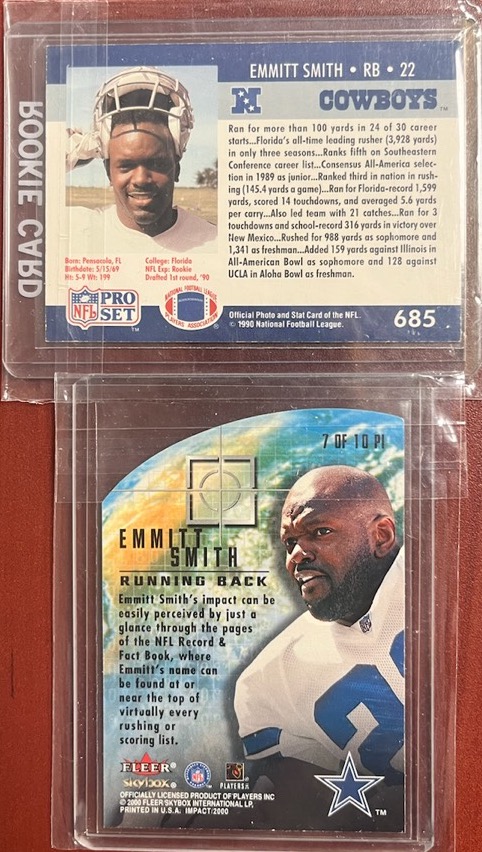 ROOKIE CARD
EMMITT SMITH • RB • 22
N
COWBOYS TM
Ran for more than 100 yards in 24 of 30 career
starts...Florida's all-time leading rusher (3,928 yards)
in only three seasons...Ranks fifth on Southeastern
Conference career list...Consensus All-America selec-
tion in 1989 as junior...Ranked third in nation in rush-
ing (145.4 yards a game)...Ran for Florida-record 1,599
yards, scored 14 touchdowns, and averaged 5.6 yards
per carry...Also led team with 21 catches...Ran for 3
touchdowns and school-record 316 yards in victory over
New Mexico...Rushed for 988 yards as sophomore and
1,341 as freshman...Added 159 yards against Illinois in
All-American Bowl as sophomore and 128 against
UCLA in Aloha Bowl as freshman.
Born: Pensacola, FL
Birthdate: 5/15/69
Ht: 5-9 Wt: 199
College: Florida
NFL Exp: Rookie
Drafted 1st round, '90
NFL PRO SET TM
NATIONAL FOOTBALL LEAGUE
PLAYERS ASSOCIATION ®
Official Photo and Stat Card of the NFL.
© 1990 National Football League.
685
7 OF 10 PI
EMMITT
SMITH
RUNNING BACK
Emmitt Smith's impact can be
easily perceived by just a
glance through the pages
of the NFL Record &
Fact Book, where
Emmitt's name can
be found at or
near the top of
virtually every
rushing or
scoring list.
FLEER®
skybox®
PLAYERS INC
OFFICIALLY LICENSED PRODUCT OF PLAYERS INC
© 2000 FLEER/SKYBOX INTERNATIONAL LP.
PRINTED IN U.S.A. IMPACT/2000
TM